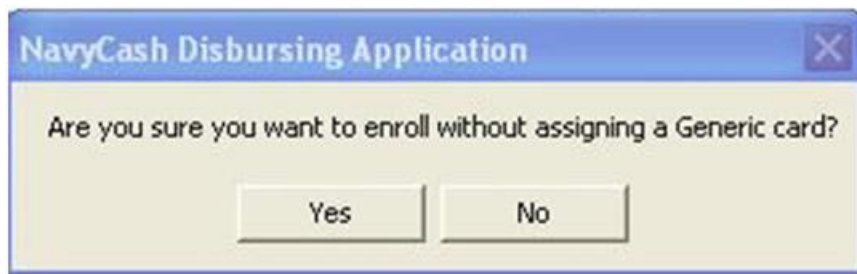 NavyCash Disbursing Application
Are you sure you want to enroll without assigning a Generic card?
Yes No